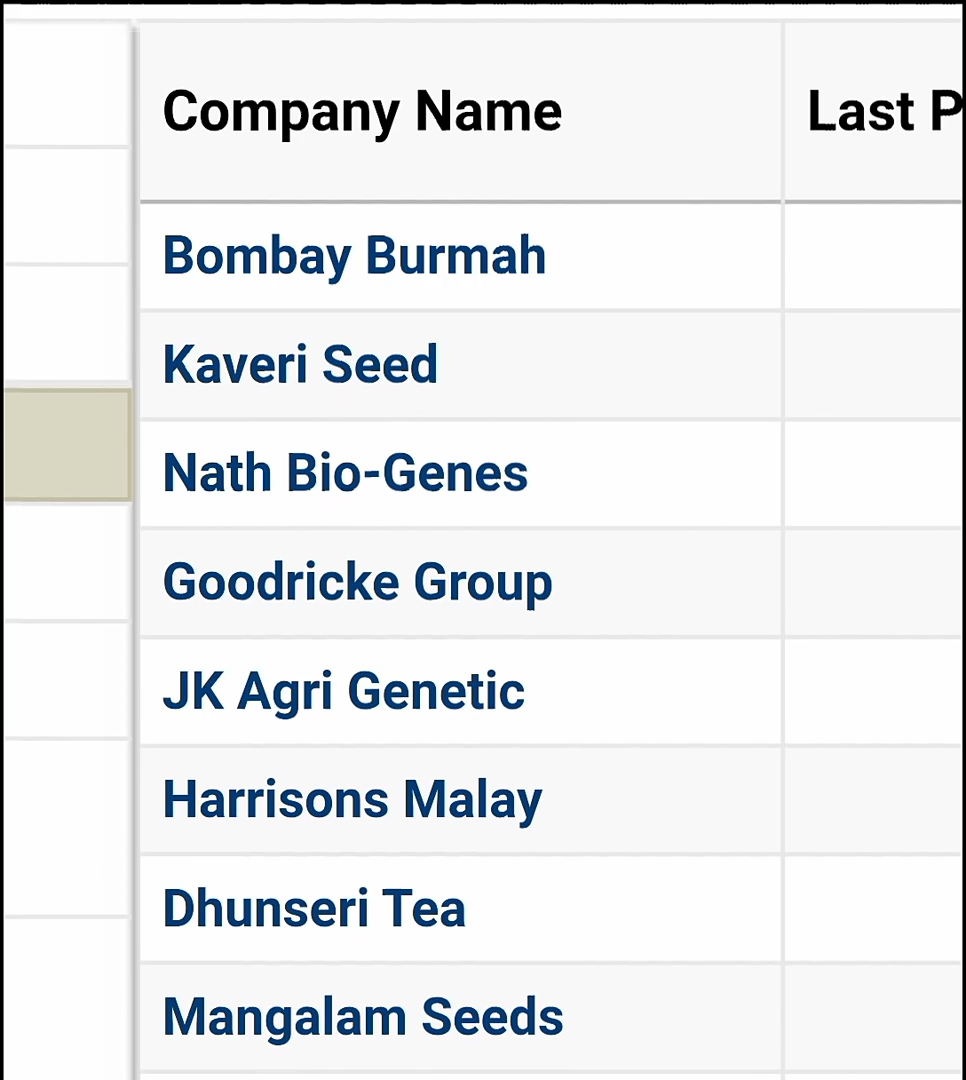 Company Name Last P
Bombay Burmah
Kaveri Seed
Nath Bio-Genes
Goodricke Group
JK Agri Genetic
Harrisons Malay
Dhunseri Tea
Mangalam Seeds